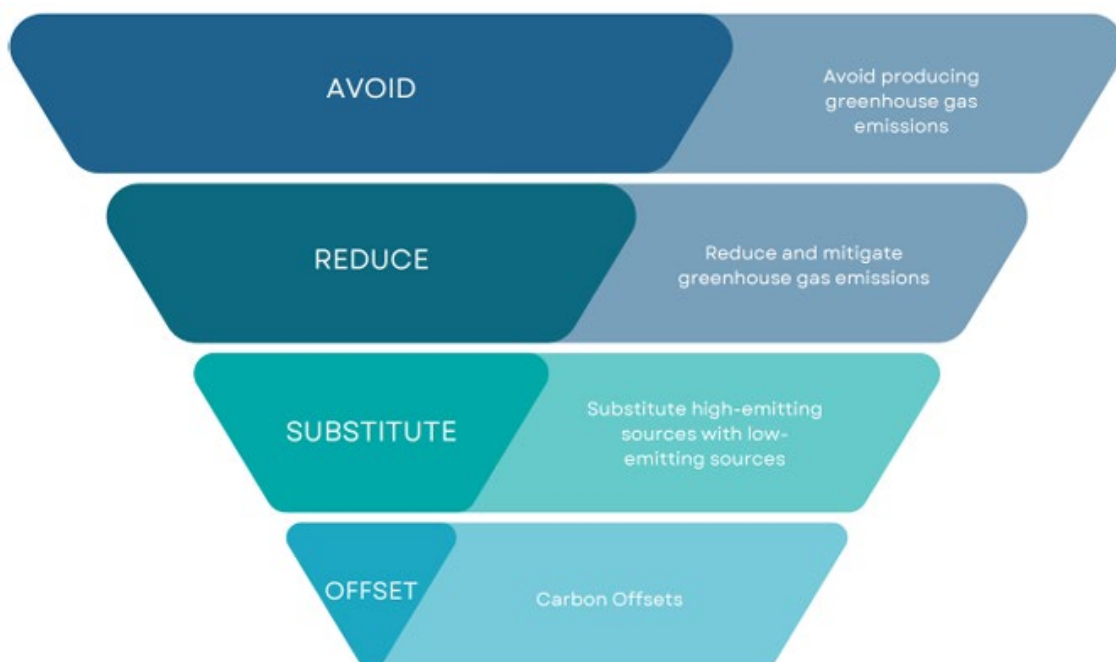 AVOID
Avoid producing
greenhouse gas
emissions
REDUCE
Reduce and mitigate
greenhouse gas emissions
SUBSTITUTE
Substitute high-emitting
sources with low-
emitting sources
OFFSET
Carbon Offsets